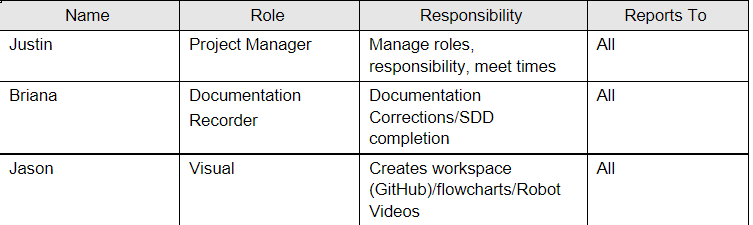 Name Role Responsibility Reports To
Justin Project Manager Manage roles, All
responsibility, meet times
Briana Documentation Documentation All
Recorder Corrections/SDD
completion
Jason Visual Creates workspace All
(GitHub)/flowcharts/Robot
Videos